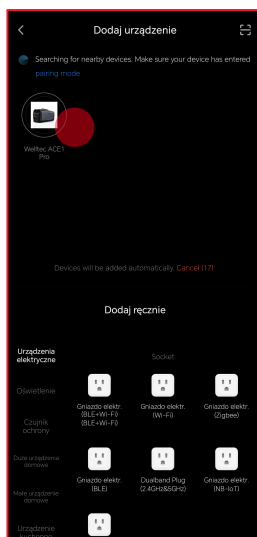 Dodaj urządzenie
Searching for nearby devices. Make sure your device has entered
pairing mode
Welltec ACE1
Pro
Devices will be added automatically. Cancel (17)
Dodaj ręcznie
Urządzenia
elektryczne
Socket
Oświetlenie
Gniazdo elektr.
(BLE+Wi-Fi)
(BLE+Wi-Fi)
Gniazdo elektr.
(Wi-Fi)
Gniazdo elektr.
(Zigbee)
Czujnik
ochrony
Duże urządzenia
domowe
Gniazdo elektr.
(BLE)
Dualband Plug
(2.4GHz&5GHz)
Gniazdo elektr.
(NB-IoT)
Małe urządzenie
domowe
Urządzenie
kuchenne